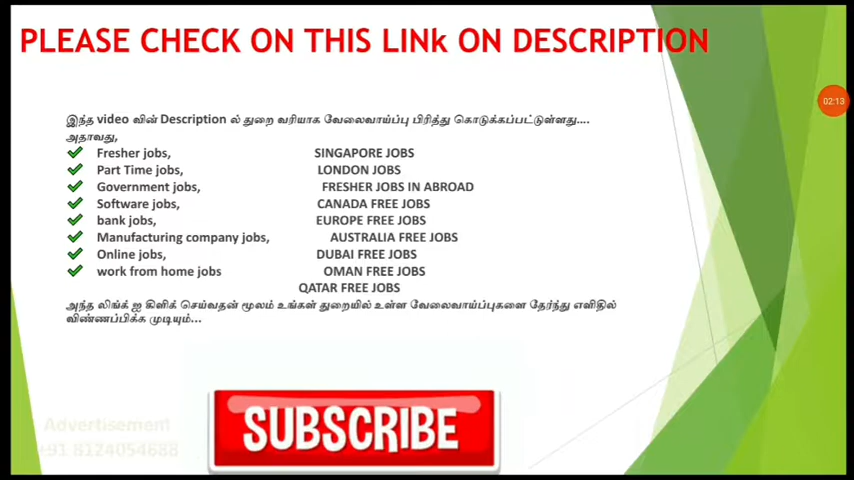 PLEASE CHECK ON THIS LINk ON DESCRIPTION
02:13
இந்த video வின் Description ல் துறை வரியாக வேலைவாய்ப்பு பிரித்து கொடுக்கப்பட்டுள்ளது....
அதாவது,
Fresher jobs, SINGAPORE JOBS
Part Time jobs, LONDON JOBS
Government jobs, FRESHER JOBS IN ABROAD
Software jobs, CANADA FREE JOBS
bank jobs, EUROPE FREE JOBS
Manufacturing company jobs, AUSTRALIA FREE JOBS
Online jobs, DUBAI FREE JOBS
work from home jobs OMAN FREE JOBS
QATAR FREE JOBS
அந்த லிங்க் ஐ கிளிக் செய்வதன் மூலம் உங்கள் துறையில் உள்ள வேலைவாய்ப்புகளை தேர்ந்து எளிதில்
விண்ணப்பிக்க முடியும்...
SUBSCRIBE
Advertisement
+91 8124054688